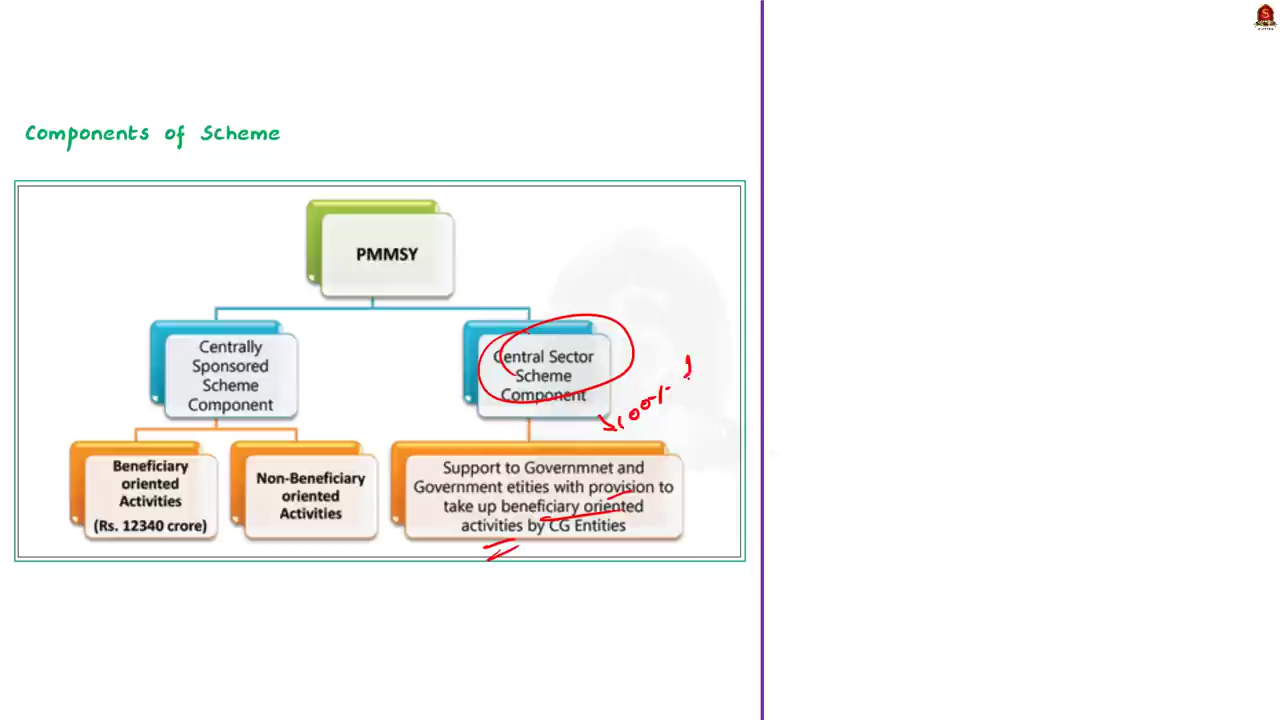 Components of Scheme
PMMSY
Centrally
Sponsored
Scheme
Component
Central Sector
Scheme
Component
100%
Beneficiary
oriented
Activities
(Rs. 12340 crore)
Non-Beneficiary
oriented
Activities
Support to Governmnet and
Government etities with provision to
take up beneficiary oriented
activities by CG Entities